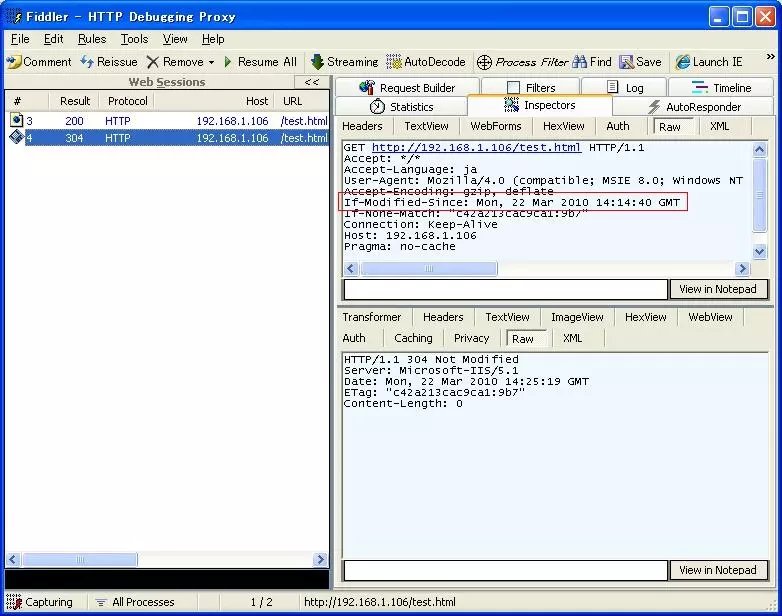 Fiddler - HTTP Debugging Proxy
File Edit Rules Tools View Help
Comment Reissue Remove Resume All Streaming AutoDecode Process Filter Find Save Launch IE »
Web Sessions <<
# Result Protocol Host URL
3 200 HTTP 192.168.1.106 /test.html
4 304 HTTP 192.168.1.106 /test.html
Request Builder Filters Log Timeline
Statistics Inspectors AutoResponder
Headers TextView WebForms HexView Auth Raw XML
GET http://192.168.1.106/test.html HTTP/1.1
Accept: */*
Accept-Language: ja
User-Agent: Mozilla/4.0 (compatible; MSIE 8.0; Windows NT
Accept-Encoding: gzip, deflate
If-Modified-Since: Mon, 22 Mar 2010 14:14:40 GMT
If-None-Match: "c42a213cac9ca1:9b7"
Connection: Keep-Alive
Host: 192.168.1.106
Pragma: no-cache
View in Notepad
Transformer Headers TextView ImageView HexView WebView
Auth Caching Privacy Raw XML
HTTP/1.1 304 Not Modified
Server: Microsoft-IIS/5.1
Date: Mon, 22 Mar 2010 14:25:19 GMT
ETag: "c42a213cac9ca1:9b7"
Content-Length: 0
View in Notepad
Capturing All Processes 1 / 2 http://192.168.1.106/test.html